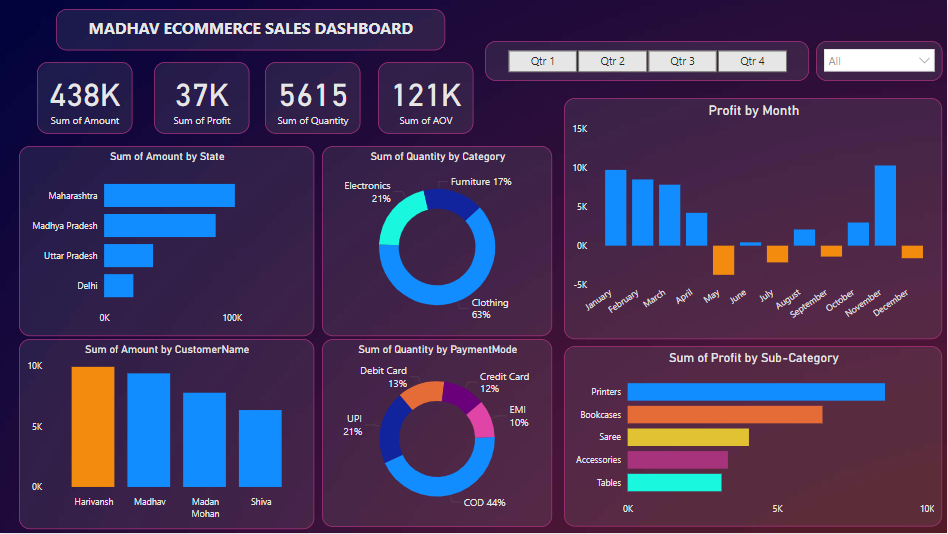 MADHAV ECOMMERCE SALES DASHBOARD
Qtr 1
Qtr 2
Qtr 3
Qtr 4
All
438K
Sum of Amount
37K
Sum of Profit
5615
Sum of Quantity
121K
Sum of AOV
Sum of Amount by State
Maharashtra
Madhya Pradesh
Uttar Pradesh
Delhi
0K
100K
Sum of Quantity by Category
Electronics
21%
Furniture 17%
Clothing
63%
Profit by Month
15K
10K
5K
0K
-5K
January
February
March
April
May
June
July
August
September
October
November
December
Sum of Amount by CustomerName
10K
5K
0K
Harivansh
Madhav
Madan
Mohan
Shiva
Sum of Quantity by PaymentMode
Debit Card
13%
Credit Card
12%
EMI
10%
UPI
21%
COD 44%
Sum of Profit by Sub-Category
Printers
Bookcases
Saree
Accessories
Tables
0K
5K
10K